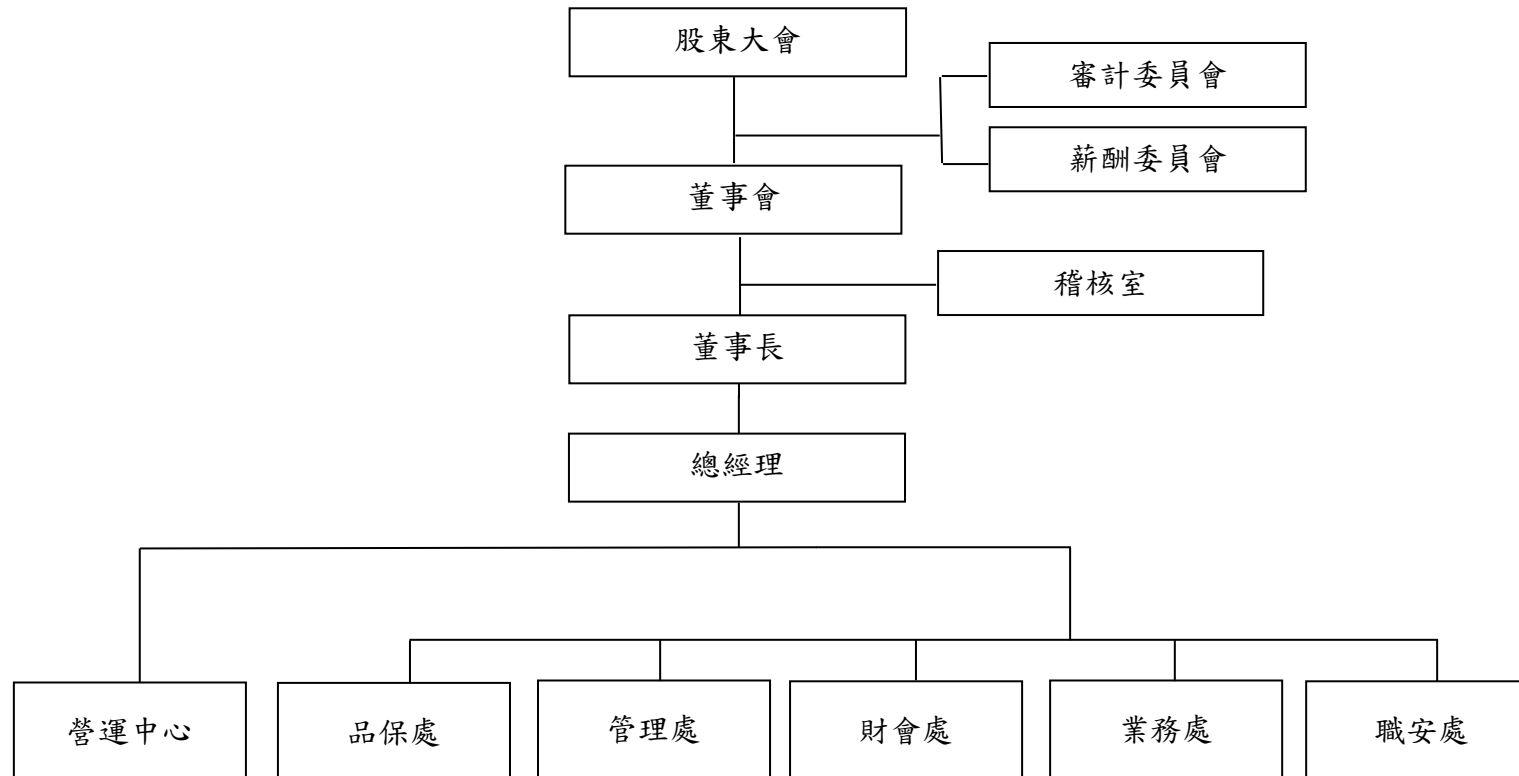 股東大會
審計委員會
薪酬委員會
董事會
稽核室
董事長
總經理
營運中心
品保處
管理處
財會處
業務處
職安處